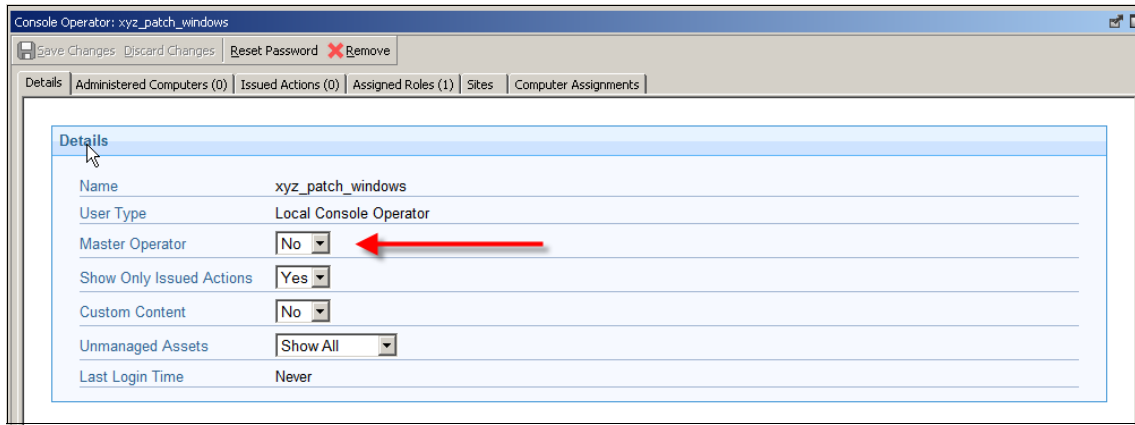 Console Operator: xyz_patch_windows
Save Changes Discard Changes Reset Password Remove
Details Administered Computers (0) Issued Actions (0) Assigned Roles (1) Sites Computer Assignments
Details
Name xyz_patch_windows
User Type Local Console Operator
Master Operator No
Show Only Issued Actions Yes
Custom Content No
Unmanaged Assets Show All
Last Login Time Never